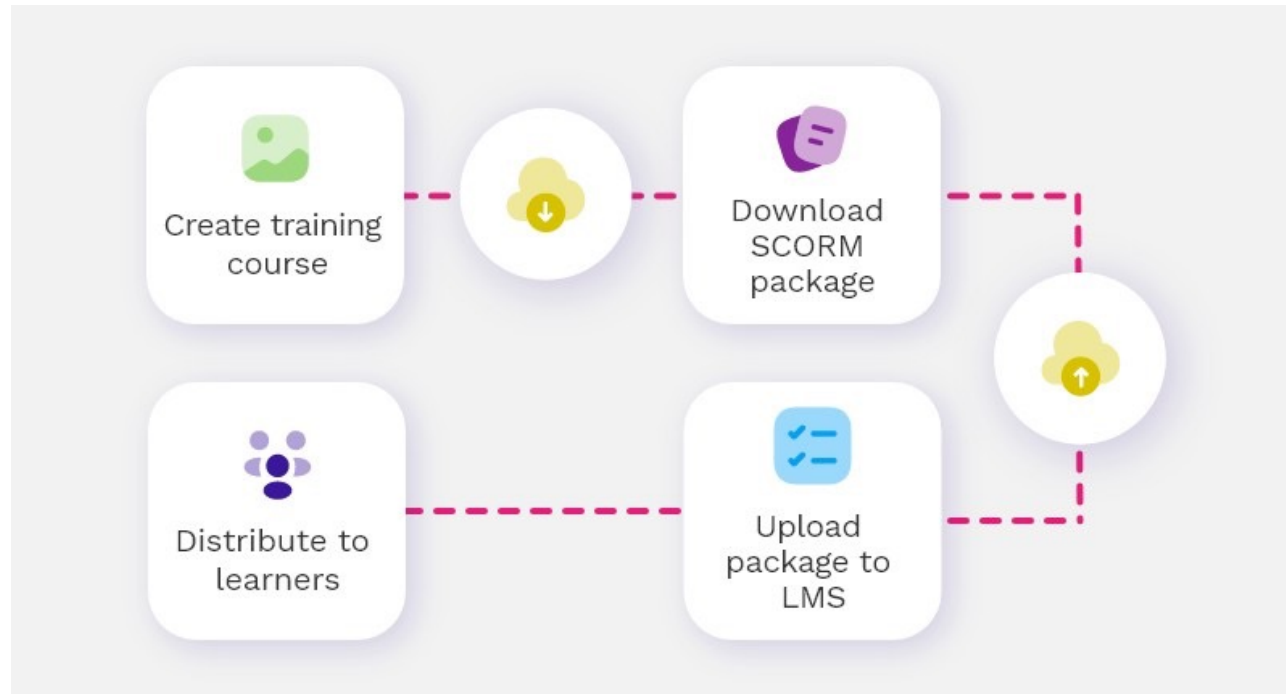 Create training
course
Download
SCORM
package
Upload
package to
LMS
Distribute to
learners